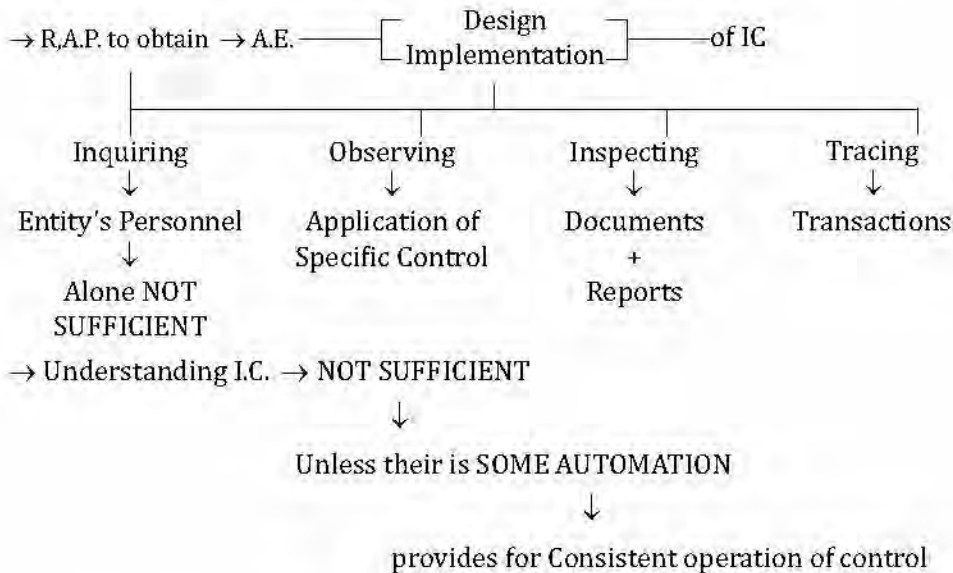 → R,A.P. to obtain → A.E. Design Implementation of IC
Inquiring Observing Inspecting Tracing
↓ ↓ ↓ ↓
Entity's Personnel Application of Documents Transactions
↓ Specific Control +
Alone NOT Reports
SUFFICIENT
→ Understanding I.C. → NOT SUFFICIENT
↓
Unless their is SOME AUTOMATION
↓
provides for Consistent operation of control